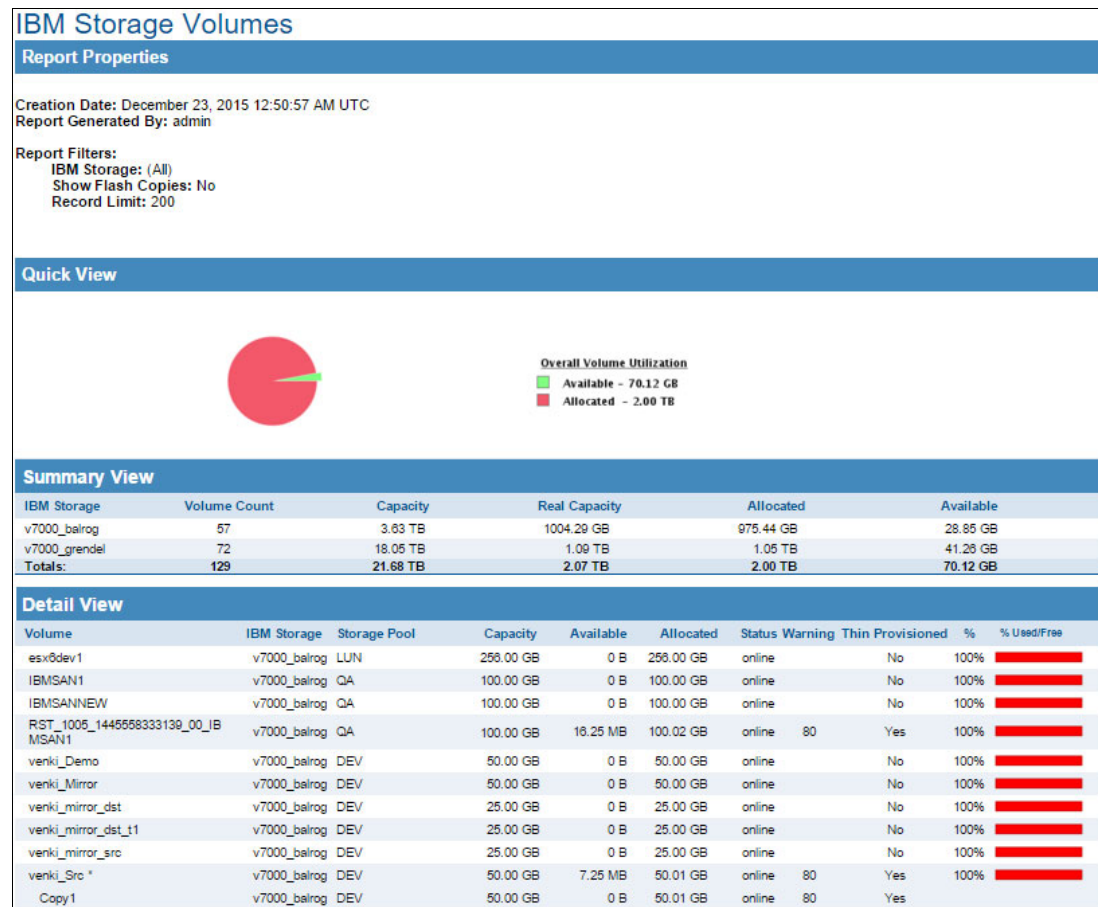 IBM Storage Volumes
Report Properties
Creation Date: December 23, 2015 12:50:57 AM UTC
Report Generated By: admin
Report Filters:
IBM Storage: (All)
Show Flash Copies: No
Record Limit: 200
Quick View
Overall Volume Utilization
Available - 70.12 GB
Allocated - 2.00 TB
Summary View
IBM Storage Volume Count Capacity Real Capacity Allocated Available
v7000_balrog 57 3.63 TB 1004.29 GB 975.44 GB 28.85 GB
v7000_grendel 72 18.05 TB 1.09 TB 1.05 TB 41.26 GB
Totals: 129 21.68 TB 2.07 TB 2.00 TB 70.12 GB
Detail View
Volume IBM Storage Storage Pool Capacity Available Allocated Status Warning Thin Provisioned % % Used/Free
esx6dev1 v7000_balrog LUN 256.00 GB 0 B 256.00 GB online No 100%
IBMSAN1 v7000_balrog QA 100.00 GB 0 B 100.00 GB online No 100%
IBMSANNEW v7000_balrog QA 100.00 GB 0 B 100.00 GB online No 100%
RST_1005_1445558333139_00_IB
MSAN1 v7000_balrog QA 100.00 GB 16.25 MB 100.02 GB online 80 Yes 100%
venki_Demo v7000_balrog DEV 50.00 GB 0 B 50.00 GB online No 100%
venki_Mirror v7000_balrog DEV 50.00 GB 0 B 50.00 GB online No 100%
venki_mirror_dst v7000_balrog DEV 25.00 GB 0 B 25.00 GB online No 100%
venki_mirror_dst_t1 v7000_balrog DEV 25.00 GB 0 B 25.00 GB online No 100%
venki_mirror_src v7000_balrog DEV 25.00 GB 0 B 25.00 GB online No 100%
venki_Src * v7000_balrog DEV 50.00 GB 7.25 MB 50.01 GB online 80 Yes 100%
Copy1 v7000_balrog DEV 50.00 GB 0 B 50.01 GB online 80 Yes